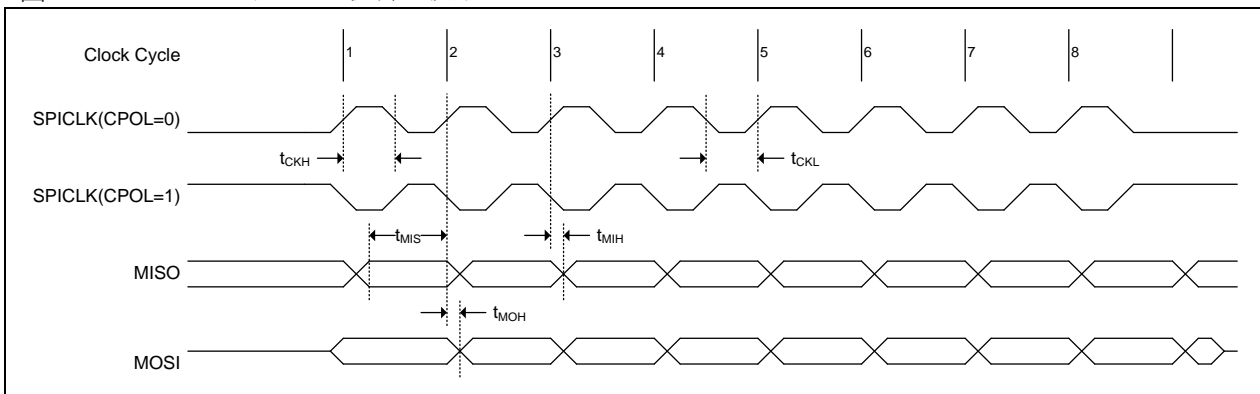 Clock Cycle
1 2 3 4 5 6 7 8
SPICLK(CPOL=0)
tCKH
tCKL
SPICLK(CPOL=1)
tMIS
tMIH
MISO
tMOH
MOSI